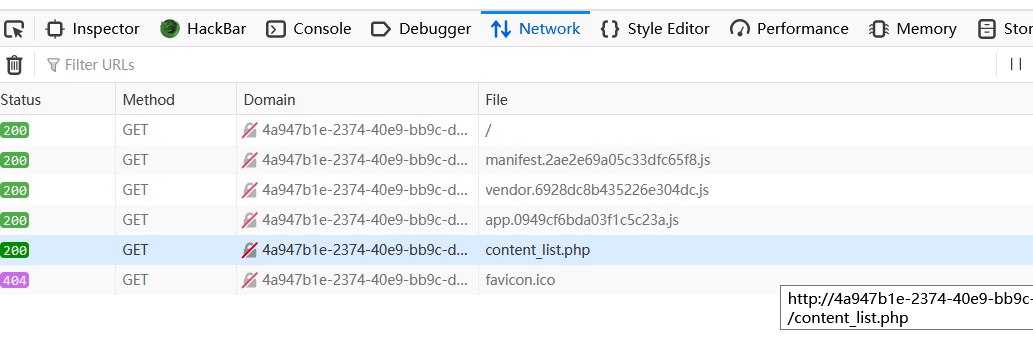 Inspector HackBar Console Debugger Network Style Editor Performance Memory Stor
Filter URLs
Status Method Domain File
200 GET 4a947b1e-2374-40e9-bb9c-d... /
200 GET 4a947b1e-2374-40e9-bb9c-d... manifest.2ae2e69a05c33dfc65f8.js
200 GET 4a947b1e-2374-40e9-bb9c-d... vendor.6928dc8b435226e304dc.js
200 GET 4a947b1e-2374-40e9-bb9c-d... app.0949cf6bda03f1c5c23a.js
200 GET 4a947b1e-2374-40e9-bb9c-d... content_list.php
404 GET 4a947b1e-2374-40e9-bb9c-d... favicon.ico
http://4a947b1e-2374-40e9-bb9c-
/content_list.php